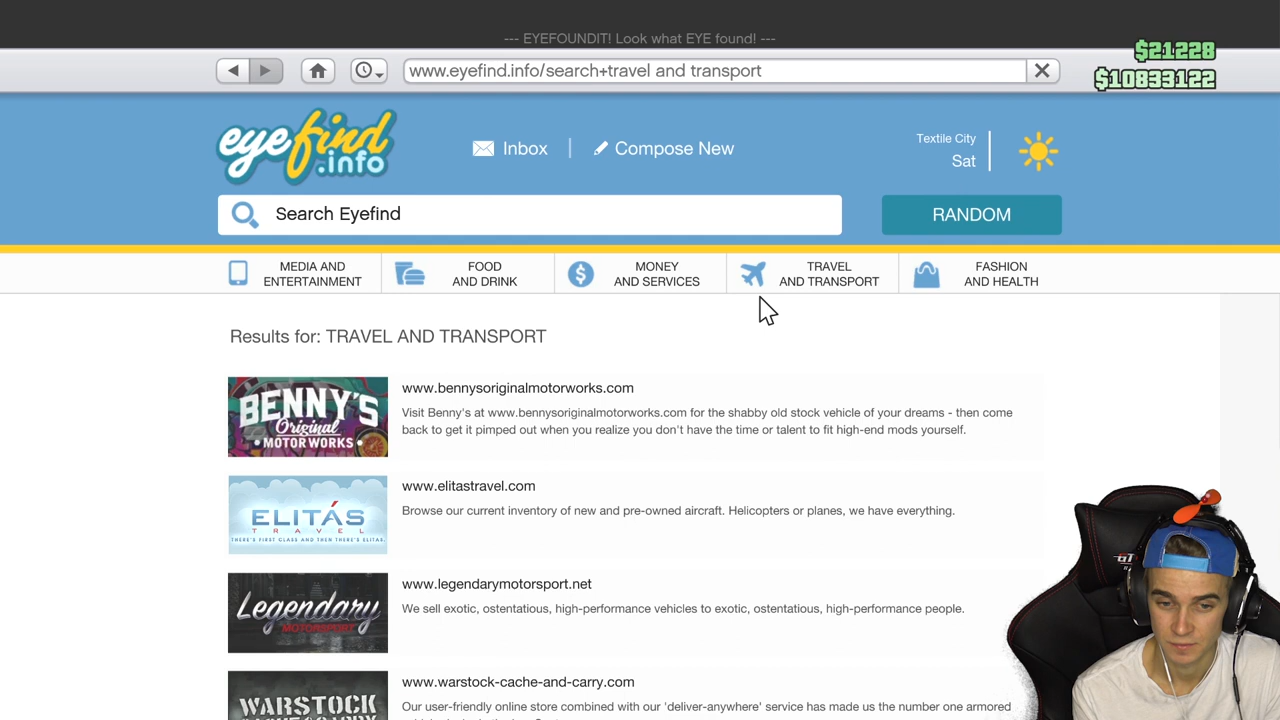 --- EYEFOUNDIT! Look what EYE found! ---
$21228
www.eyefind.info/search+travel and transport
$10833122
eyefind
.info
Inbox
Compose New
Textile City
Sat
Search Eyefind
RANDOM
MEDIA AND
ENTERTAINMENT
FOOD
AND DRINK
MONEY
AND SERVICES
TRAVEL
AND TRANSPORT
FASHION
AND HEALTH
Results for: TRAVEL AND TRANSPORT
BENNY'S
Original
MOTOR WORKS
www.bennysoriginalmotorworks.com
Visit Benny's at www.bennysoriginalmotorworks.com for the shabby old stock vehicle of your dreams - then come
back to get it pimped out when you realize you don't have the time or talent to fit high-end mods yourself.
ELITÁS
TRAVEL
THERE'S FIRST CLASS AND THEN THERE'S ELITAS.
www.elitastravel.com
Browse our current inventory of new and pre-owned aircraft. Helicopters or planes, we have everything.
Legendary
MOTORSPORT
www.legendarymotorsport.net
We sell exotic, ostentatious, high-performance vehicles to exotic, ostentatious, high-performance people.
WARSTOCK
www.warstock-cache-and-carry.com
Our user-friendly online store combined with our 'deliver-anywhere' service has made us the number one armored